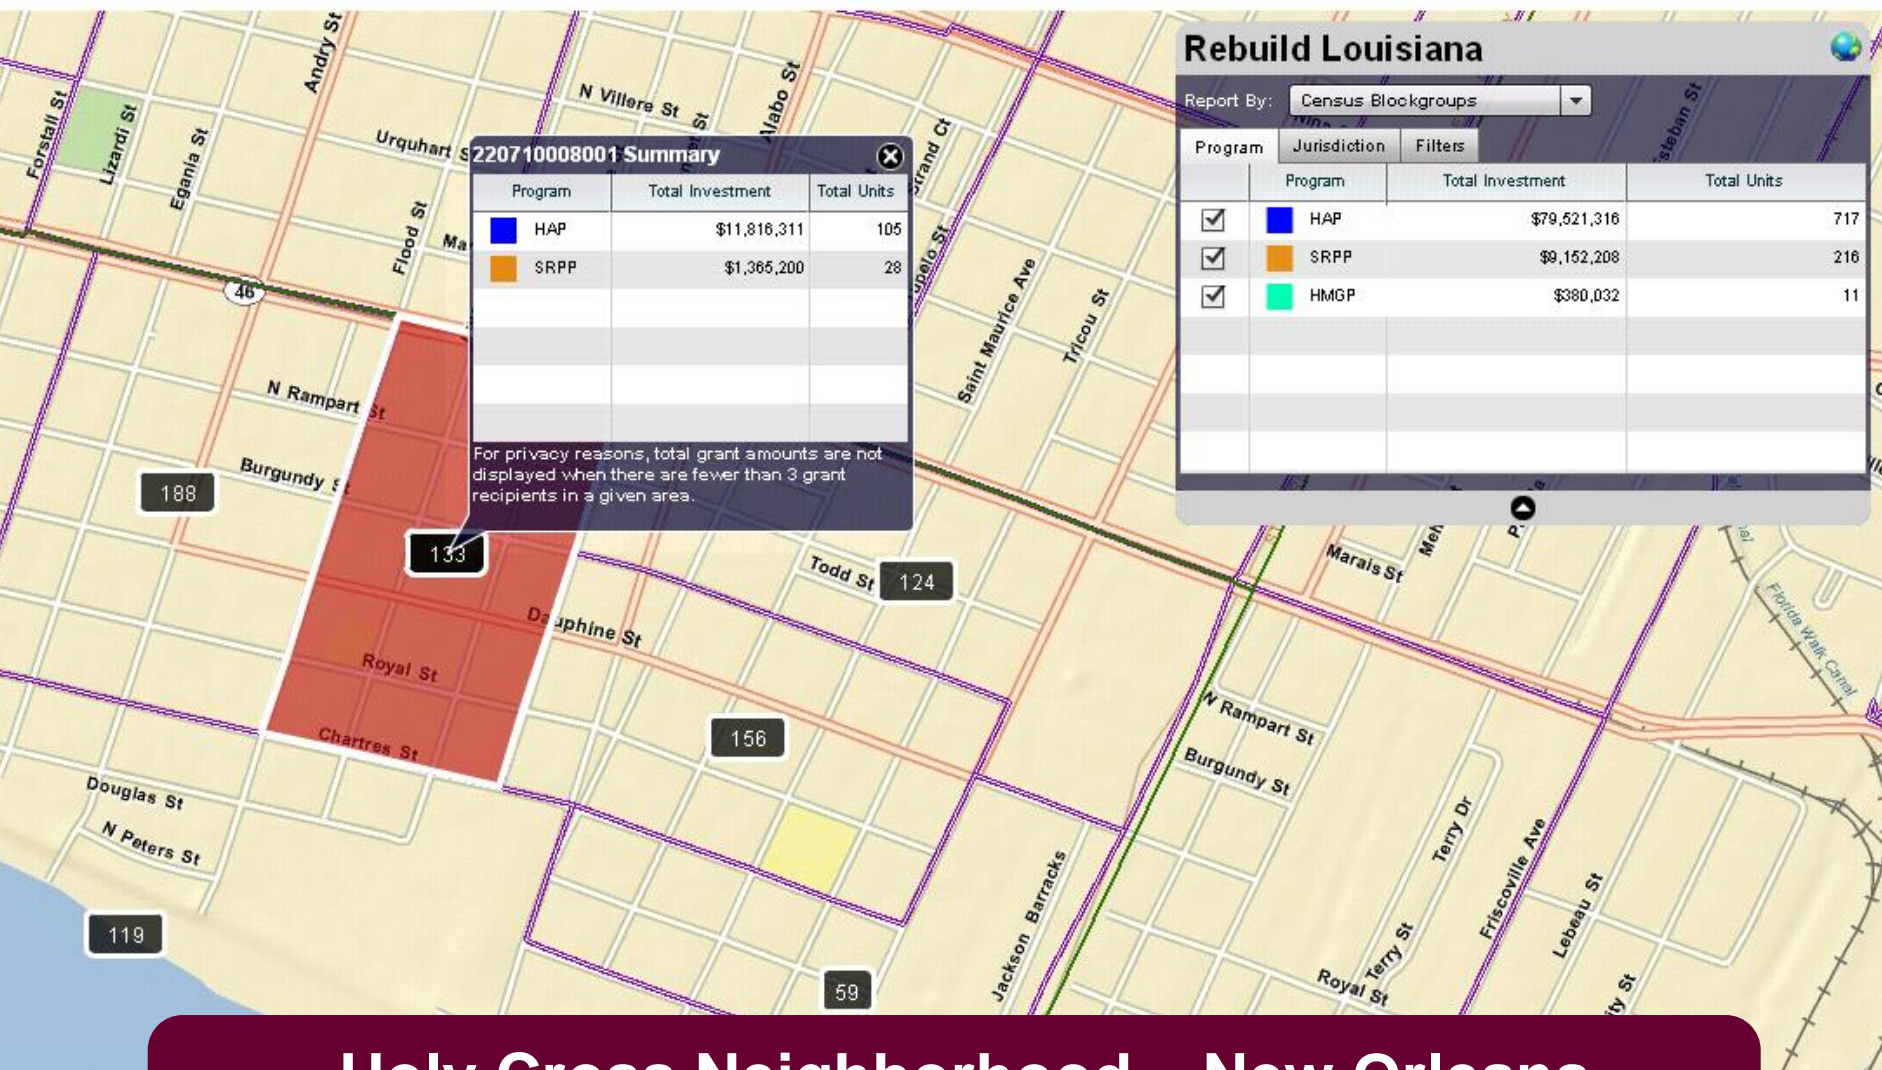 Rebuild Louisiana
Report By: Census Blockgroups
Program Jurisdiction Filters
Program Total Investment Total Units
HAP $79,521,316 717
SRPP $9,152,208 216
HMGP $380,032 11
220710008001 Summary
Program Total Investment Total Units
HAP $11,816,311 105
SRPP $1,365,200 28
For privacy reasons, total grant amounts are not
displayed when there are fewer than 3 grant
recipients in a given area.
Forstall St
Lizardi St
Egania St
Andry St
Flood St
Urquhart
N Villere St
Alabo St
Saint Maurice Ave
Tricou St
46
N Rampart St
Burgundy
188
133
Todd St
124
Dauphine St
Royal St
Chartres St
156
Douglas St
N Peters St
119
59
Jackson Barracks
Marais St
Florida Walk Canal
N Rampart St
Burgundy St
Terry Dr
Friscoville Ave
Lebeau St
Terry St
Royal St
Holy Cross Neighborhood – New Orleans